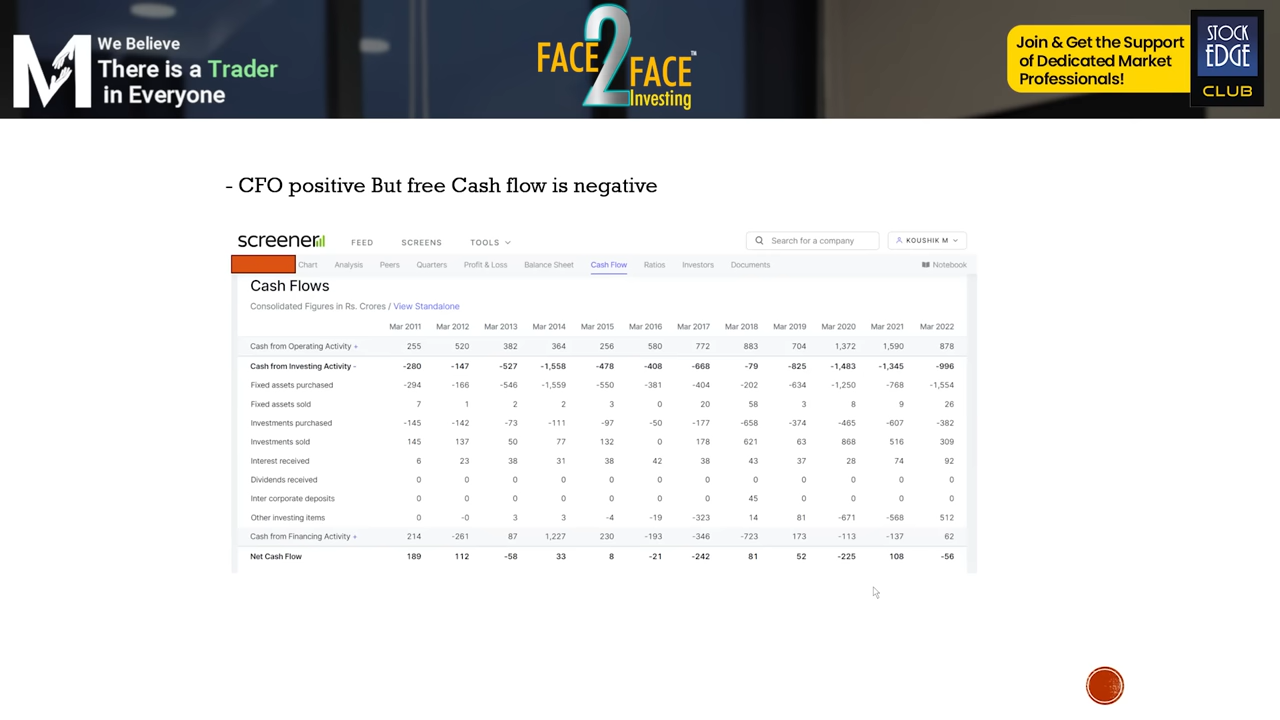 M We Believe
There is a Trader
in Everyone
FACE 2 FACE ™
Investing
Join & Get the Support
of Dedicated Market
Professionals!
STOCK
EDGE
CLUB
- CFO positive But free Cash flow is negative
screener FEED SCREENS TOOLS Search for a company KOUSHIK M
Chart Analysis Peers Quarters Profit & Loss Balance Sheet Cash Flow Ratios Investors Documents Notebook
Cash Flows
Consolidated Figures in Rs. Crores / View Standalone
Mar 2011 Mar 2012 Mar 2013 Mar 2014 Mar 2015 Mar 2016 Mar 2017 Mar 2018 Mar 2019 Mar 2020 Mar 2021 Mar 2022
Cash from Operating Activity + 255 520 382 364 256 580 772 883 704 1,372 1,590 878
Cash from Investing Activity - -280 -147 -527 -1,558 -478 -408 -668 -79 -825 -1,483 -1,345 -996
Fixed assets purchased -294 -166 -546 -1,559 -550 -381 -404 -202 -634 -1,250 -768 -1,554
Fixed assets sold 7 1 2 2 3 0 20 58 3 8 9 26
Investments purchased -145 -142 -73 -111 -97 -50 -177 -658 -374 -465 -607 -382
Investments sold 145 137 50 77 132 0 178 621 63 868 516 309
Interest received 6 23 38 31 38 42 38 43 37 28 74 92
Dividends received 0 0 0 0 0 0 0 0 0 0 0 0
Inter corporate deposits 0 0 0 0 0 0 0 45 0 0 0 0
Other investing items 0 -0 3 3 -4 -19 -323 14 81 -671 -568 512
Cash from Financing Activity + 214 -261 87 1,227 230 -193 -346 -723 173 -113 -137 62
Net Cash Flow 189 112 -58 33 8 -21 -242 81 52 -225 108 -56